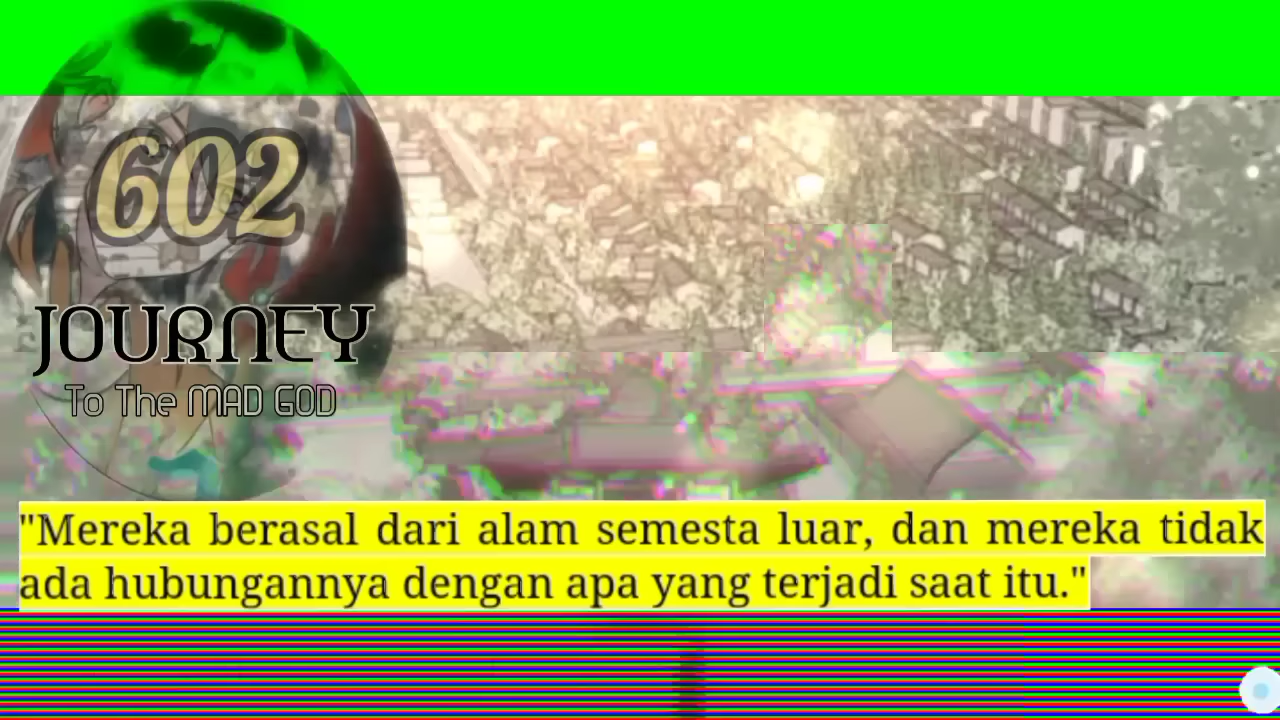 602
JOURNEY
To The MAD GOD
"Mereka berasal dari alam semesta luar, dan mereka tidak
ada hubungannya dengan apa yang terjadi saat itu."